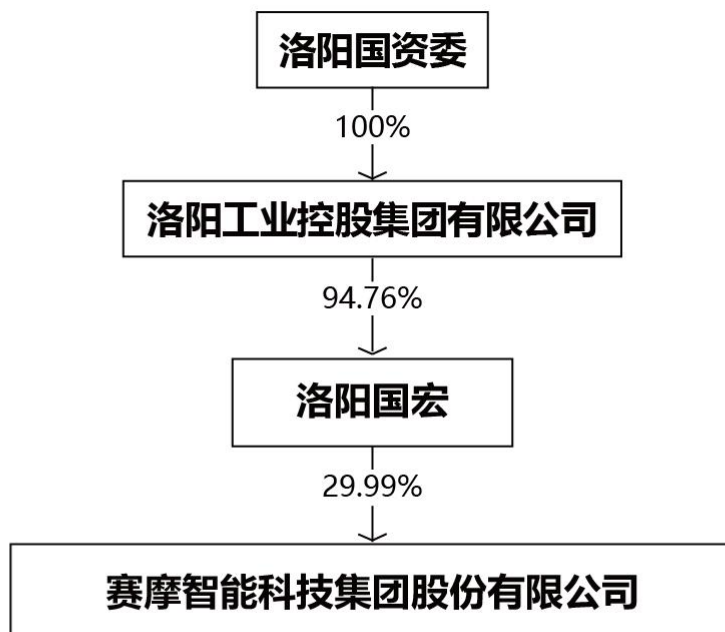 洛阳国资委
100%
洛阳工业控股集团有限公司
94.76%
洛阳国宏
29.99%
赛摩智能科技集团股份有限公司